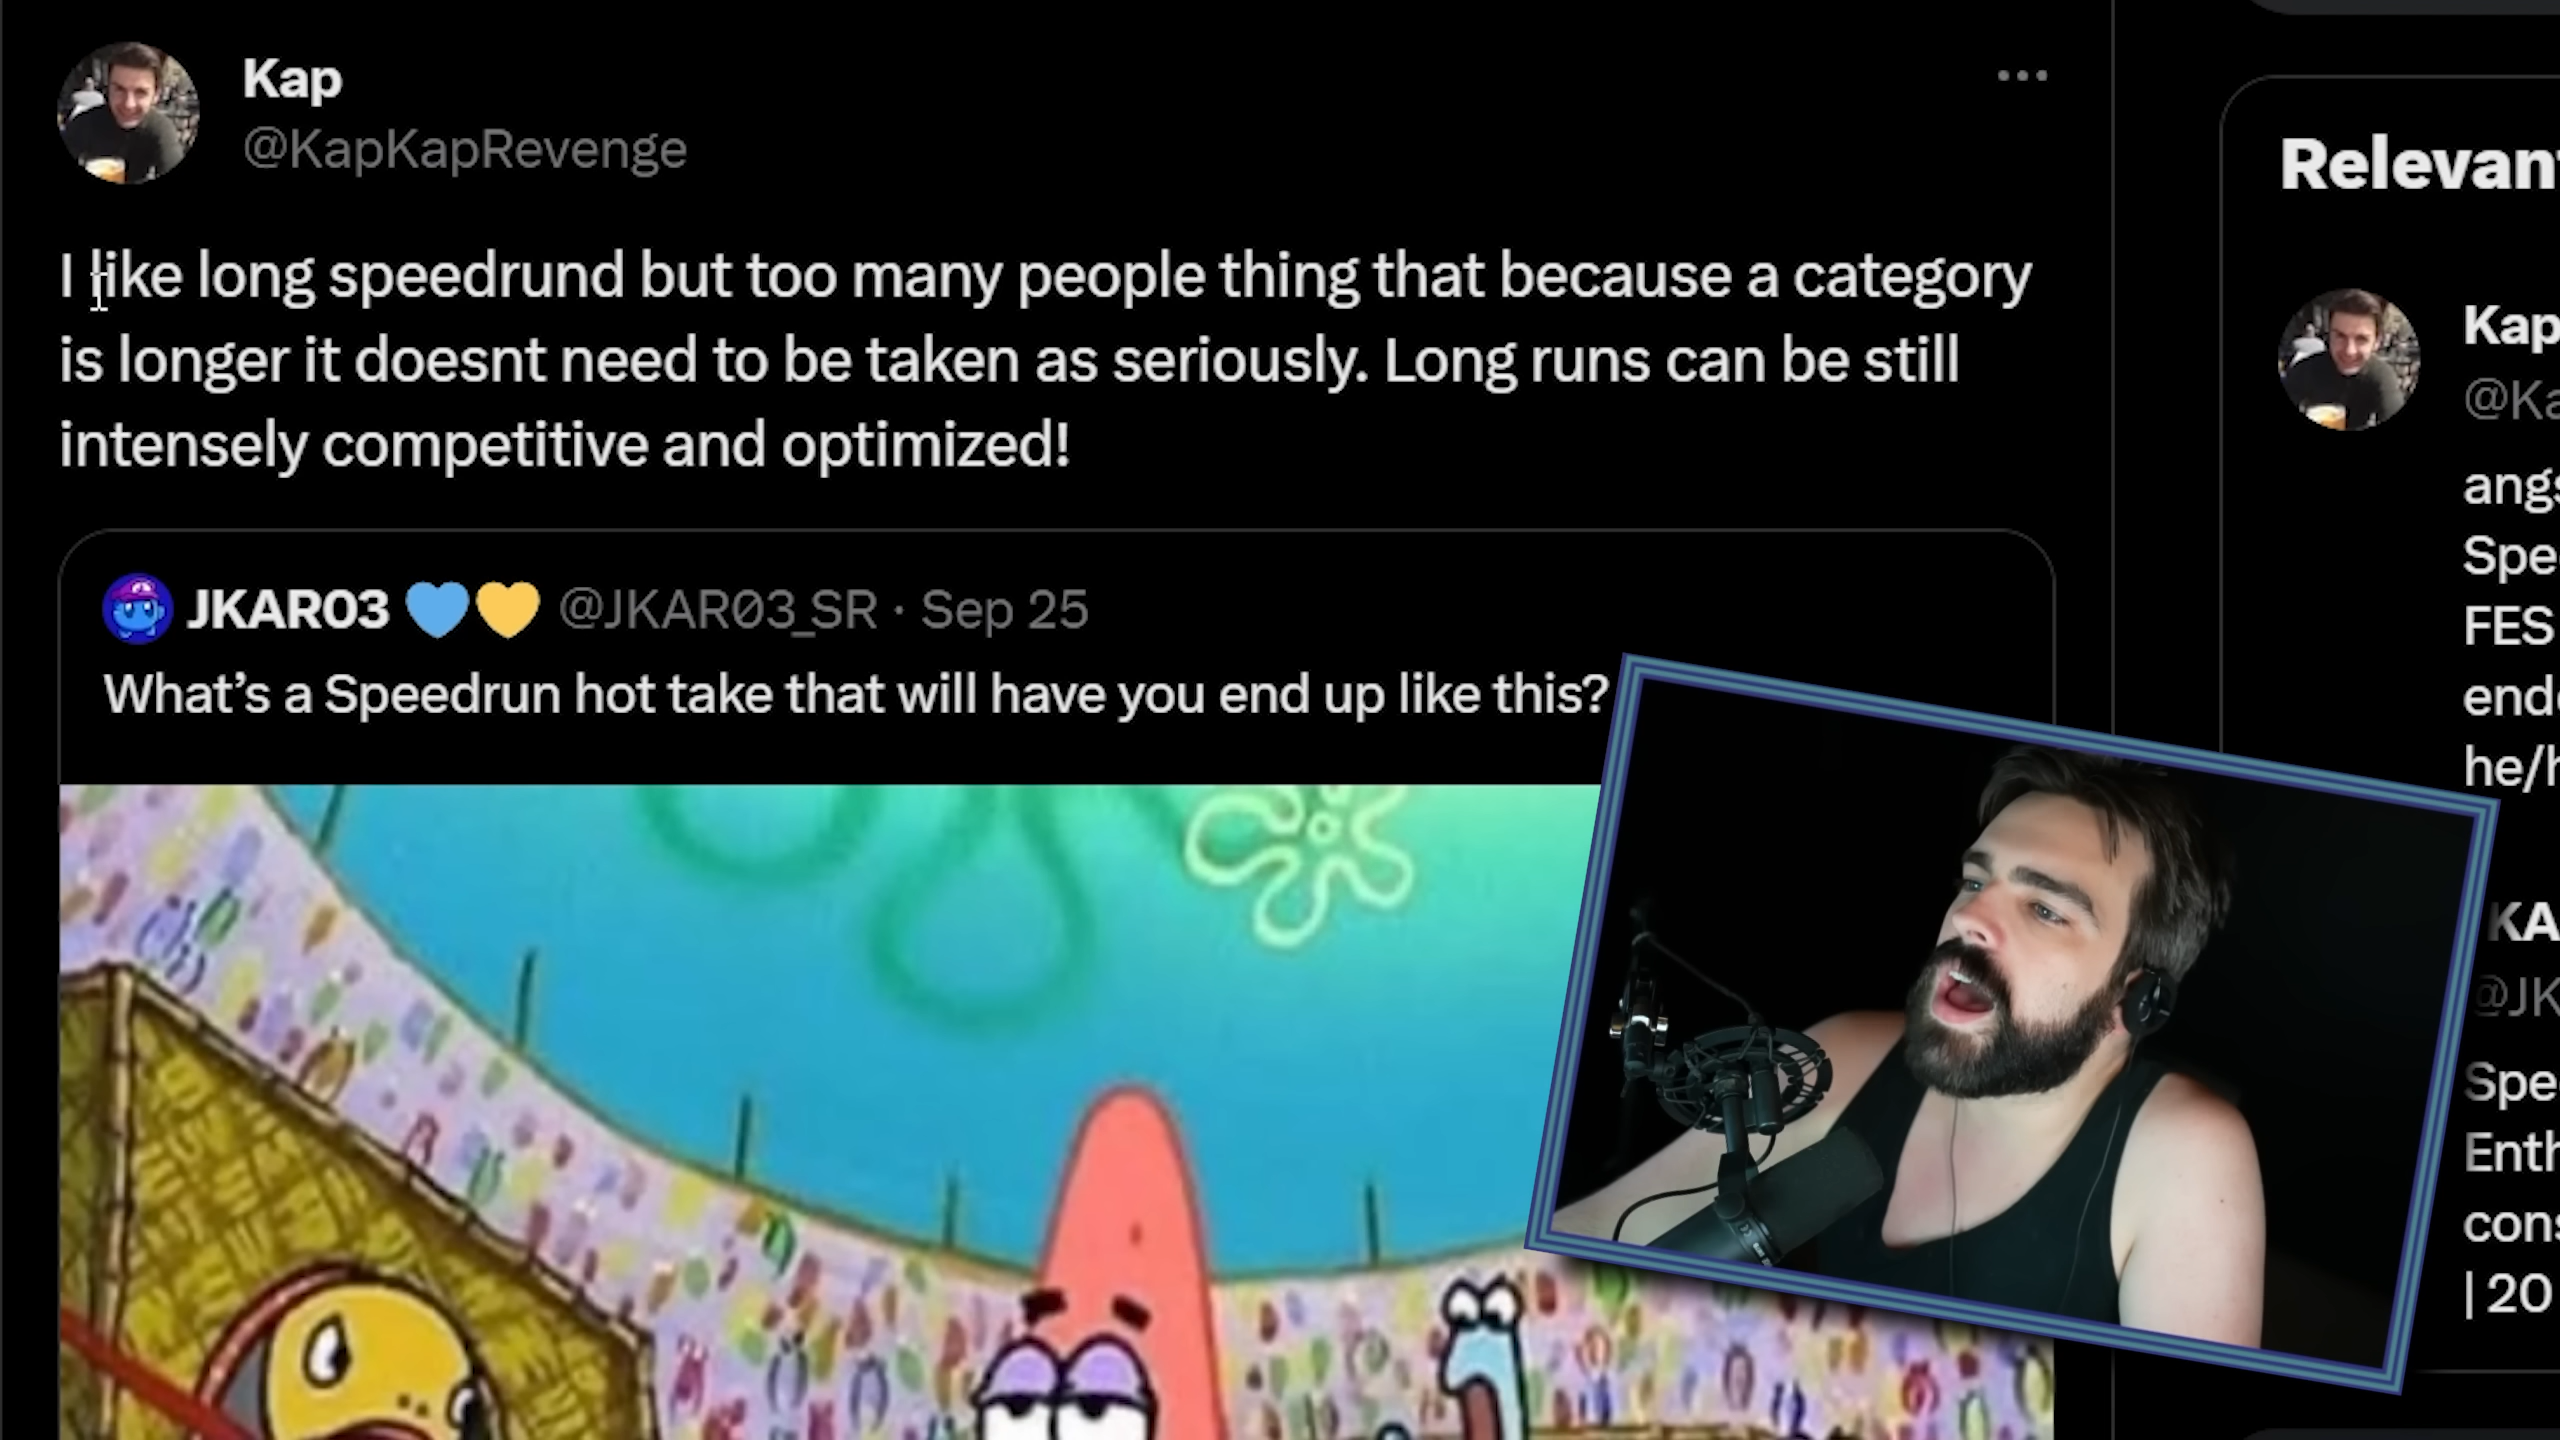 Kap
@KapKapRevenge
I like long speedrund but too many people thing that because a category
is longer it doesnt need to be taken as seriously. Long runs can be still
intensely competitive and optimized!
JKAR03 💙💛 @JKAR03_SR · Sep 25
What's a Speedrun hot take that will have you end up like this?
Relevan
Kap
@Ka
angs
Spe
FES
end
he/h
KA
@JK
Spe
Enth
cons
| 20